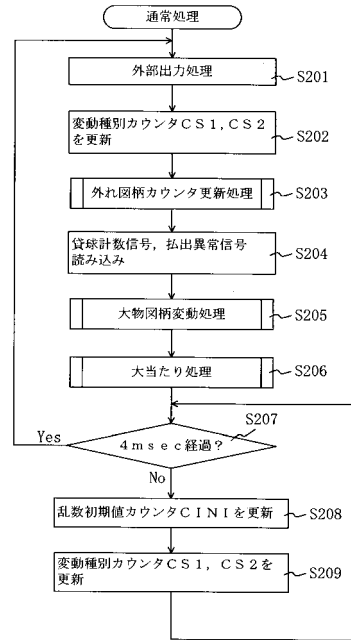 通常処理
外部出力処理
S201
変動種別カウンタCS1,CS2
を更新
S202
外れ図柄カウンタ更新処理
S203
貸球計数信号,払出異常信号
読み込み
S204
大物図柄変動処理
S205
大当たり処理
S206
S207
4msec経過?
Yes
No
乱数初期値カウンタCINIを更新
S208
変動種別カウンタCS1, CS2を
更新
S209